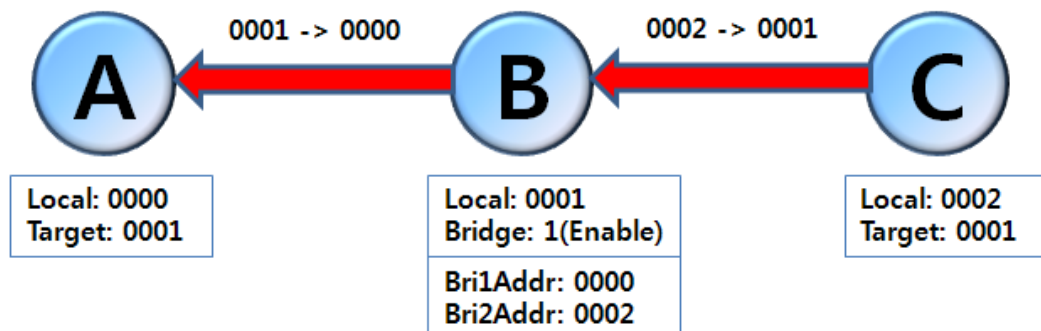 0001 -> 0000
0002 -> 0001
A
B
C
Local: 0000
Target: 0001
Local: 0001
Bridge: 1(Enable)
Bri1Addr: 0000
Bri2Addr: 0002
Local: 0002
Target: 0001